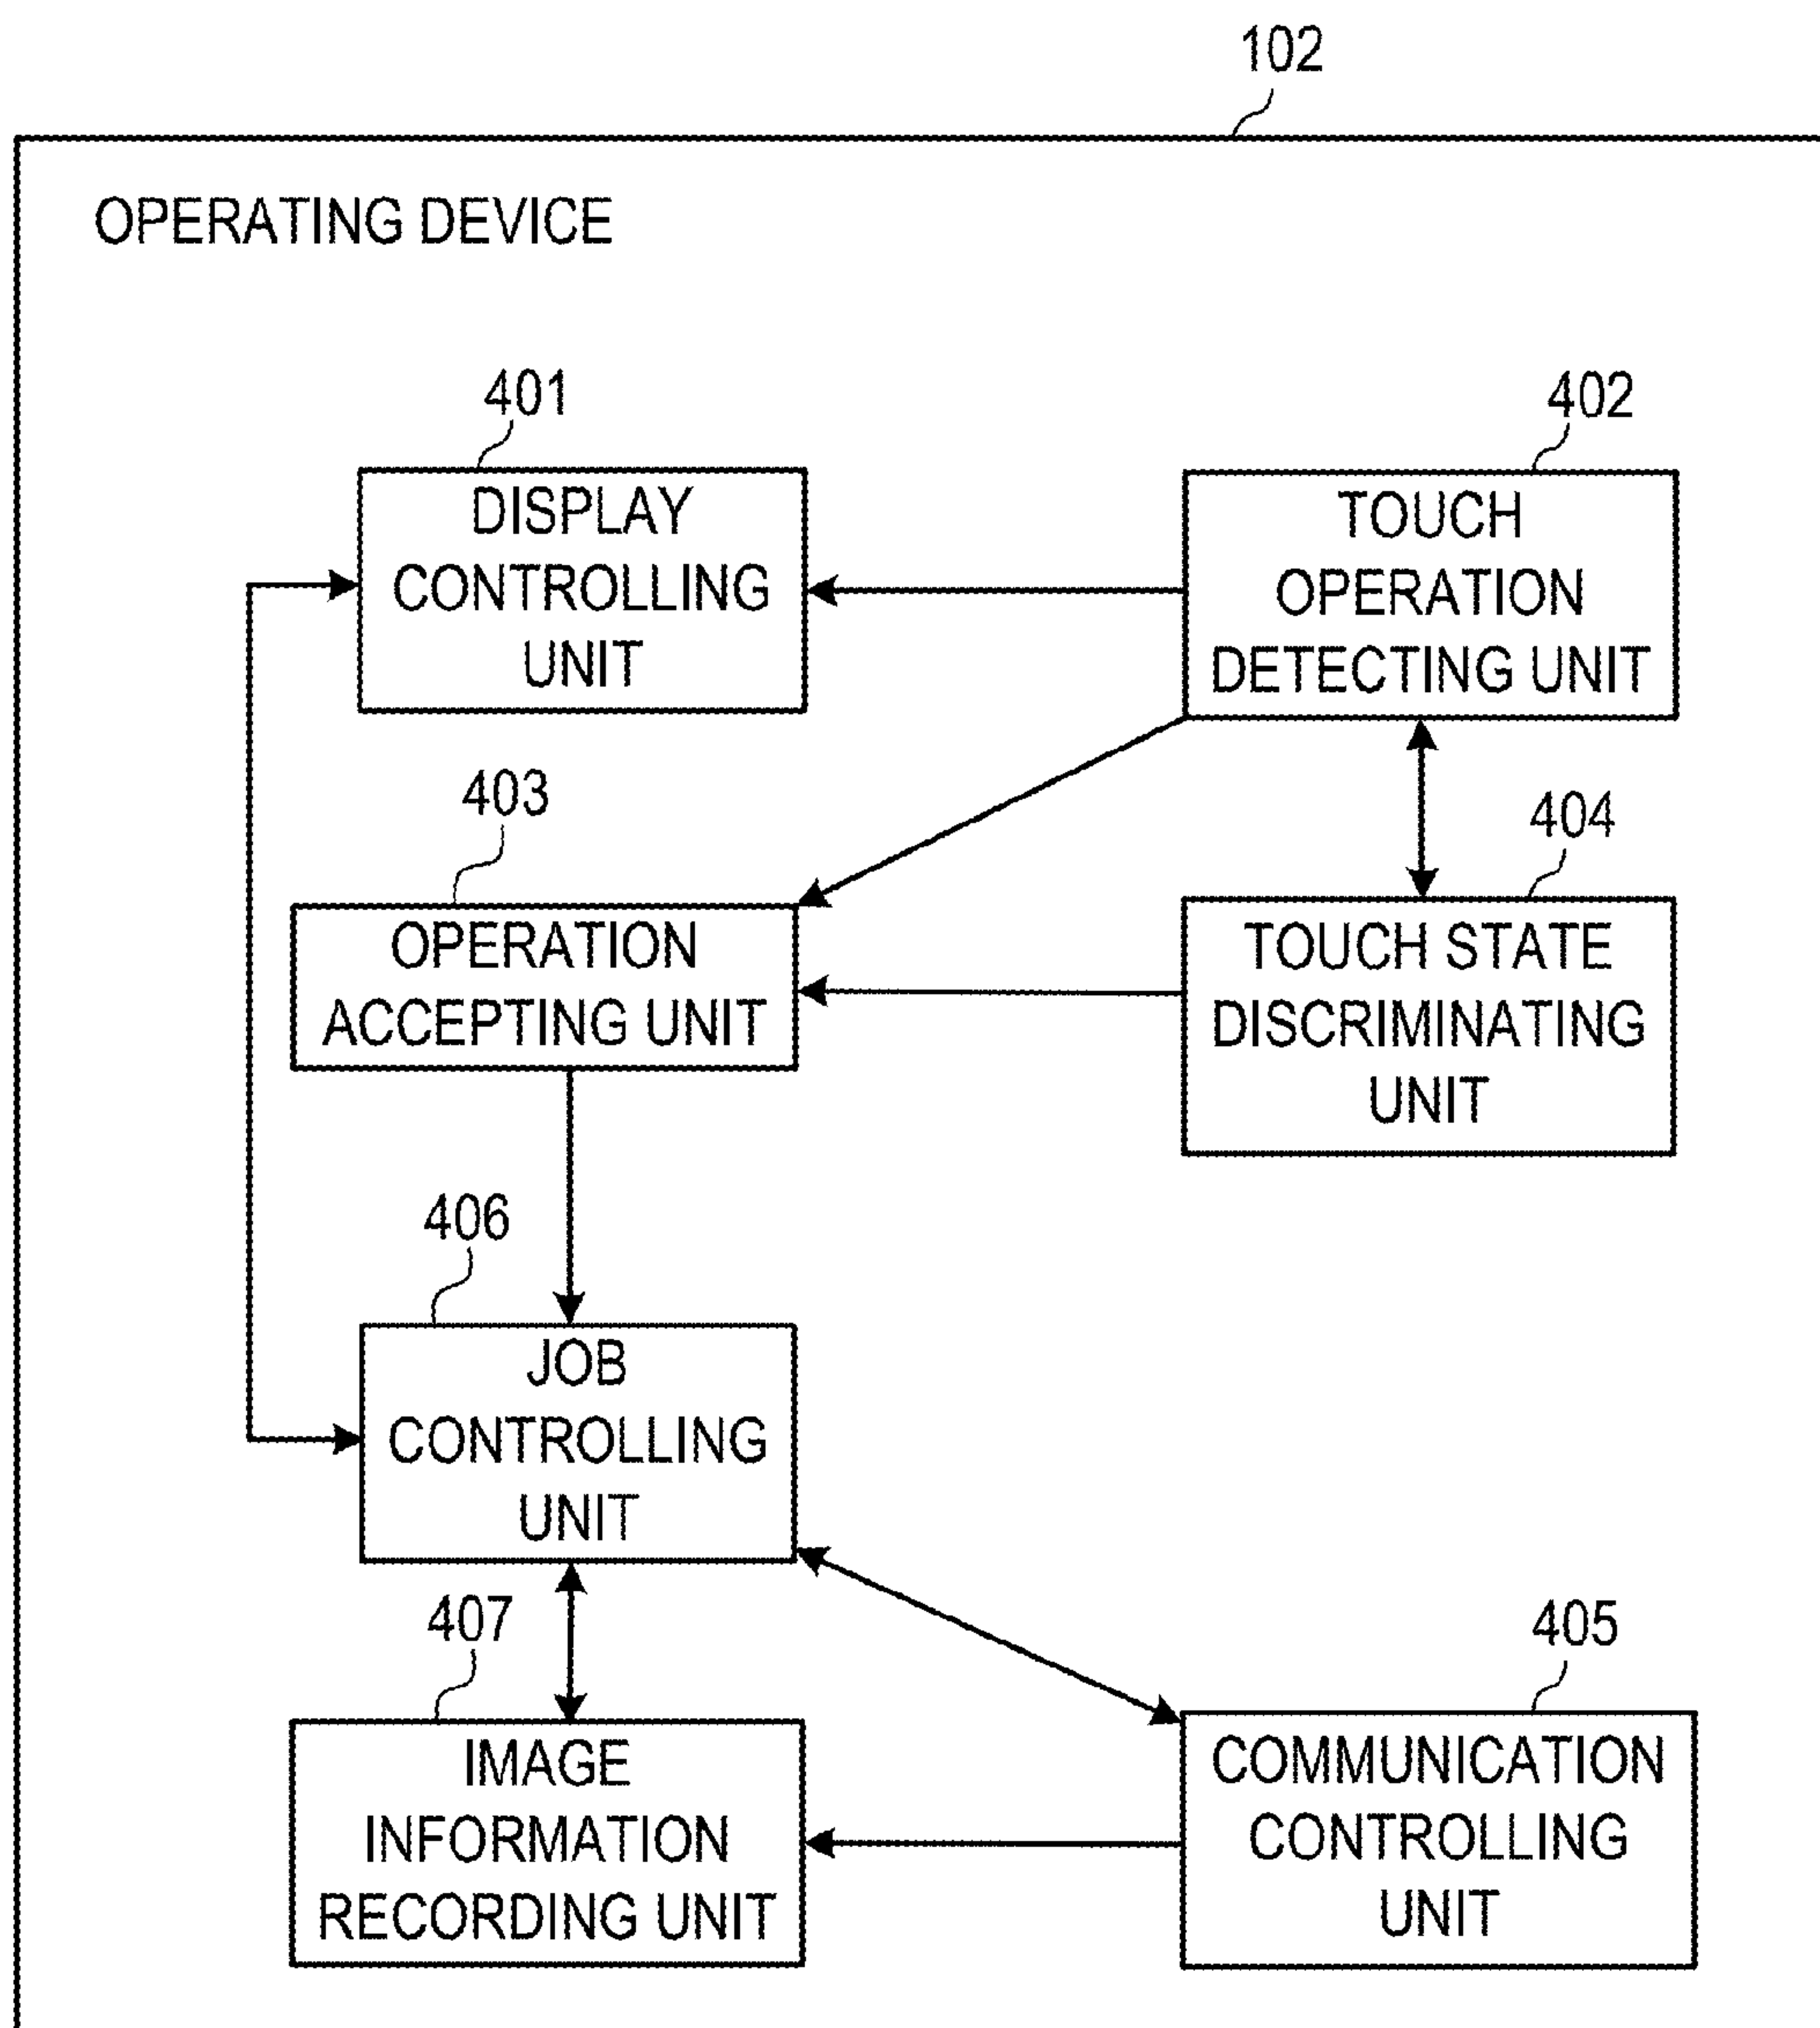 102
OPERATING DEVICE
401
DISPLAY
CONTROLLING
UNIT
402
TOUCH
OPERATION
DETECTING UNIT
403
OPERATION
ACCEPTING UNIT
404
TOUCH STATE
DISCRIMINATING
UNIT
406
JOB
CONTROLLING
UNIT
407
IMAGE
INFORMATION
RECORDING UNIT
405
COMMUNICATION
CONTROLLING
UNIT